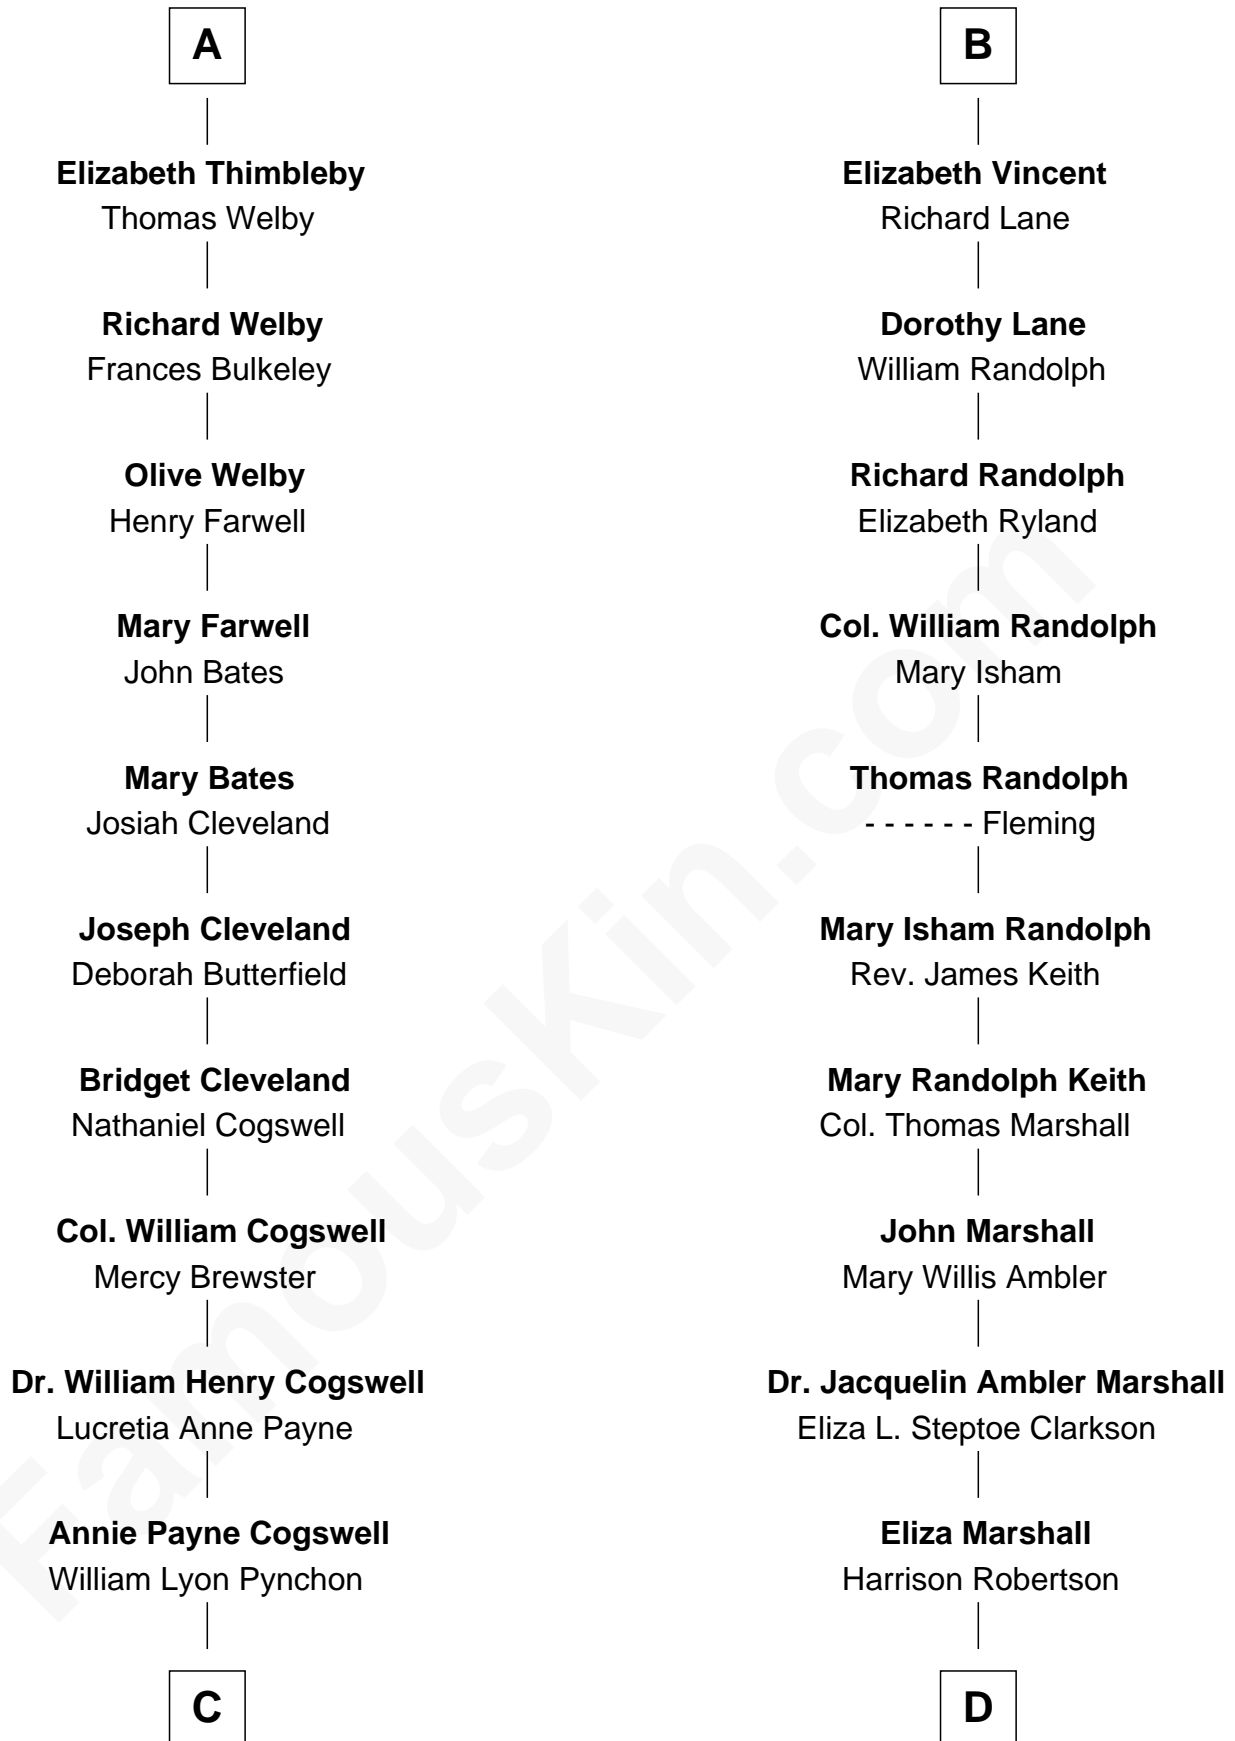 A
Elizabeth Thimbleby
Thomas Welby
Richard Welby
Frances Bulkeley
Olive Welby
Henry Farwell
Mary Farwell
John Bates
Mary Bates
Josiah Cleveland
Joseph Cleveland
Deborah Butterfield
Bridget Cleveland
Nathaniel Cogswell
Col. William Cogswell
Mercy Brewster
Dr. William Henry Cogswell
Lucretia Anne Payne
Annie Payne Cogswell
William Lyon Pynchon
C
B
Elizabeth Vincent
Richard Lane
Dorothy Lane
William Randolph
Richard Randolph
Elizabeth Ryland
Col. William Randolph
Mary Isham
Thomas Randolph
- - - - - - Fleming
Mary Isham Randolph
Rev. James Keith
Mary Randolph Keith
Col. Thomas Marshall
John Marshall
Mary Willis Ambler
Dr. Jacquelin Ambler Marshall
Eliza L. Steptoe Clarkson
Eliza Marshall
Harrison Robertson
D
FamousKin.com